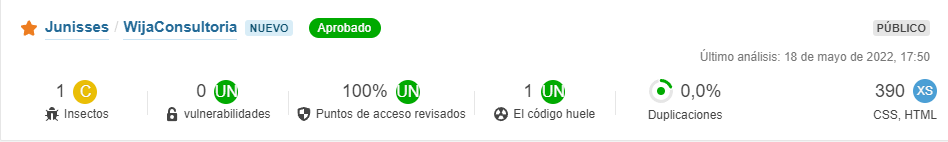 Junisses / WijaConsultoria NUEVO Aprobado PÚBLICO
Último análisis: 18 de mayo de 2022, 17:50
1 C 0 UN 100% UN 1 UN 0,0% 390 XS
Insectos vulnerabilidades Puntos de acceso revisados El código huele Duplicaciones CSS, HTML